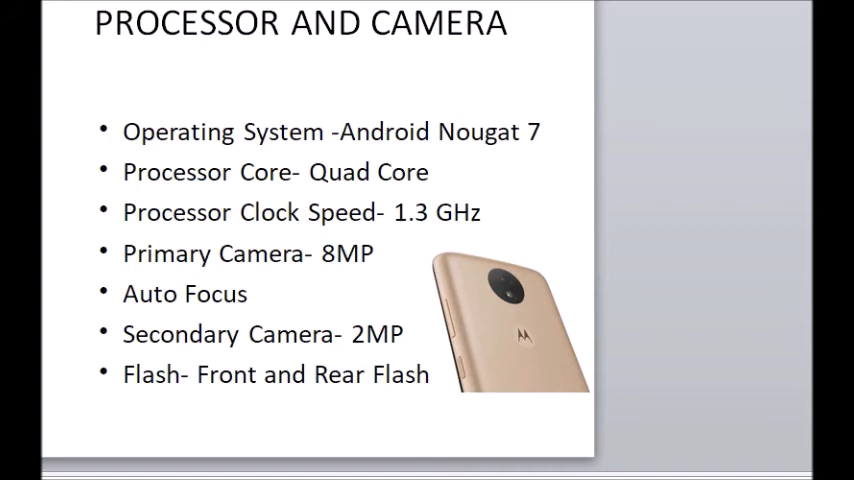 PROCESSOR AND CAMERA
• Operating System -Android Nougat 7
• Processor Core- Quad Core
• Processor Clock Speed- 1.3 GHz
• Primary Camera- 8MP
• Auto Focus
• Secondary Camera- 2MP
• Flash- Front and Rear Flash